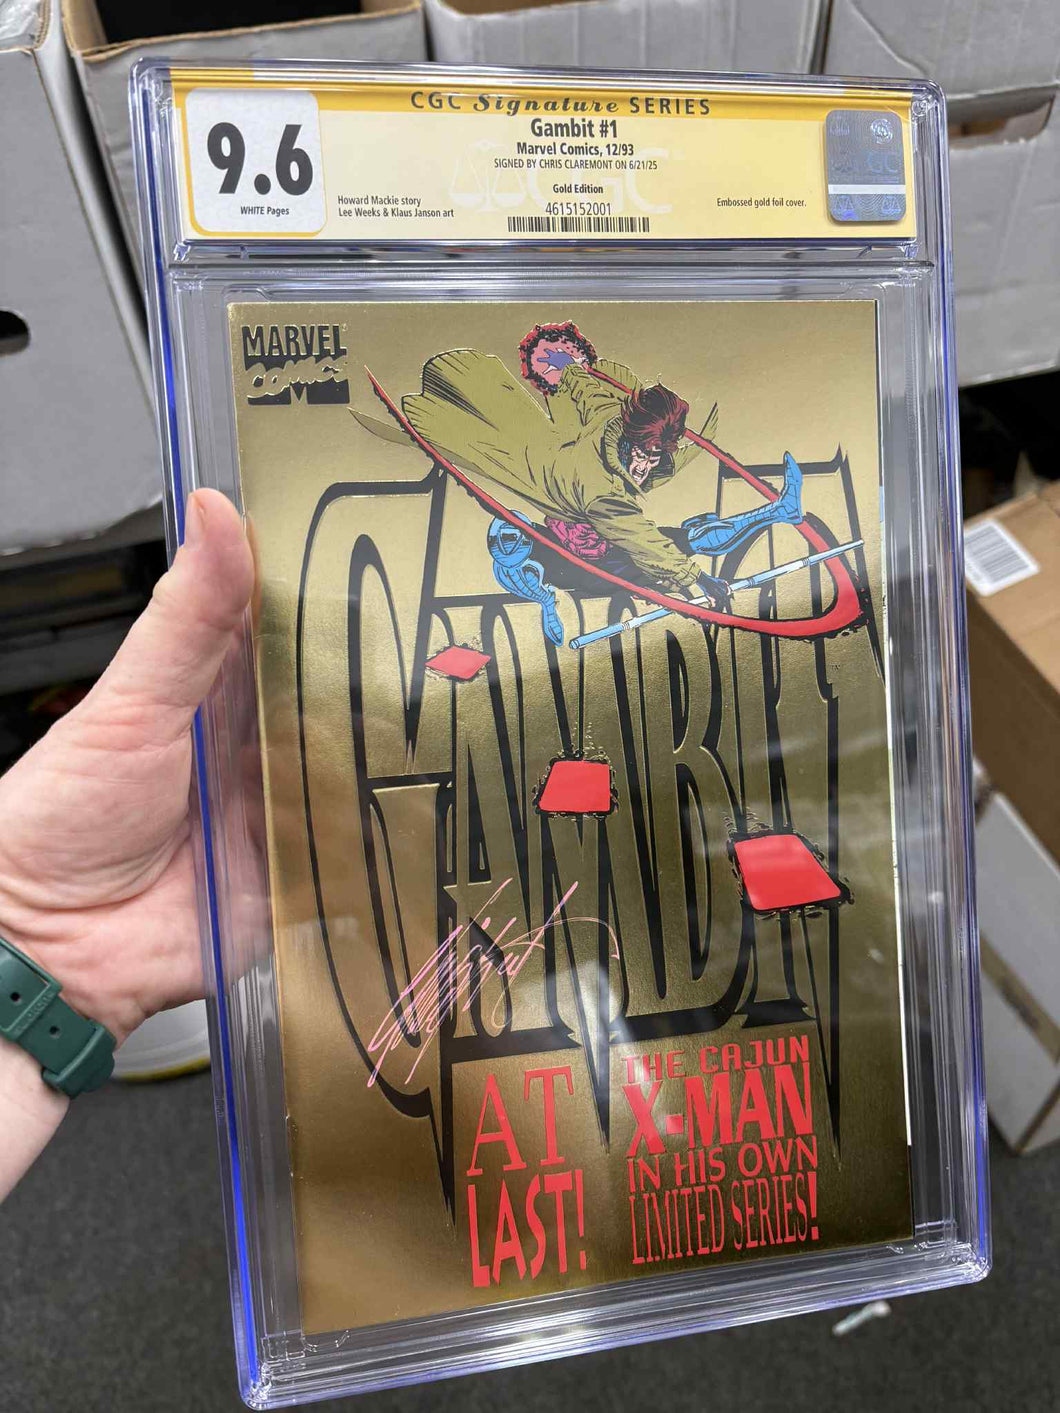 CGC Signature SERIES
9.6
WHITE Pages
Gambit #1
Marvel Comics, 12/93
SIGNED BY CHRIS CLAREMONT ON 6/21/25
Gold Edition
Howard Mackie story
Lee Weeks & Klaus Janson art
Embossed gold foil cover.
4615152001
CGC
MARVEL
COMICS
GAMBIT
AT
LAST!
THE CAJUN
X-MAN
IN HIS OWN
LIMITED SERIES!